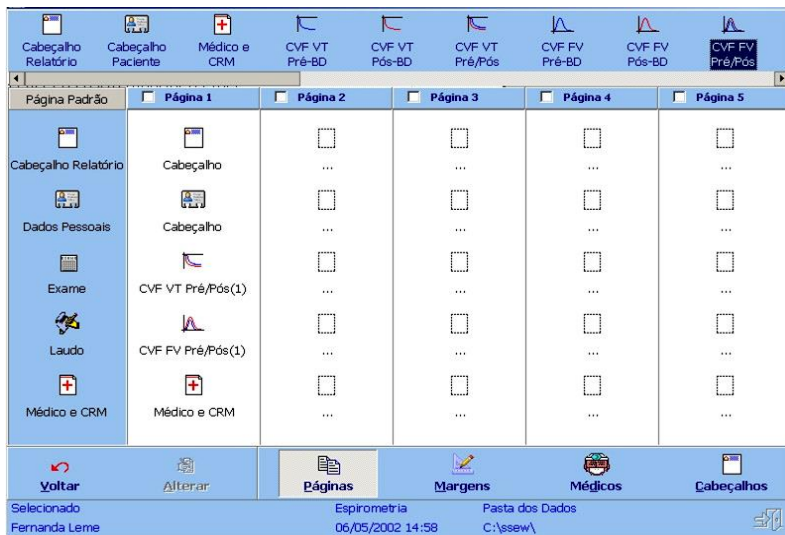 Cabeçalho Relatório
Cabeçalho Paciente
Médico e CRM
CVF VT Pré-BD
CVF VT Pós-BD
CVF VT Pré/Pós
CVF FV Pré-BD
CVF FV Pós-BD
CVF FV Pré/Pós
Página Padrão
Página 1
Página 2
Página 3
Página 4
Página 5
Cabeçalho Relatório
Cabeçalho
...
...
...
...
Dados Pessoais
Cabeçalho
...
...
...
...
Exame
CVF VT Pré/Pós(1)
...
...
...
...
Laudo
CVF FV Pré/Pós(1)
...
...
...
...
Médico e CRM
Médico e CRM
...
...
...
...
Voltar
Alterar
Páginas
Margens
Médicos
Cabeçalhos
Selecionado
Espirometria
Pasta dos Dados
Fernanda Leme
06/05/2002 14:58
C:\ssew\